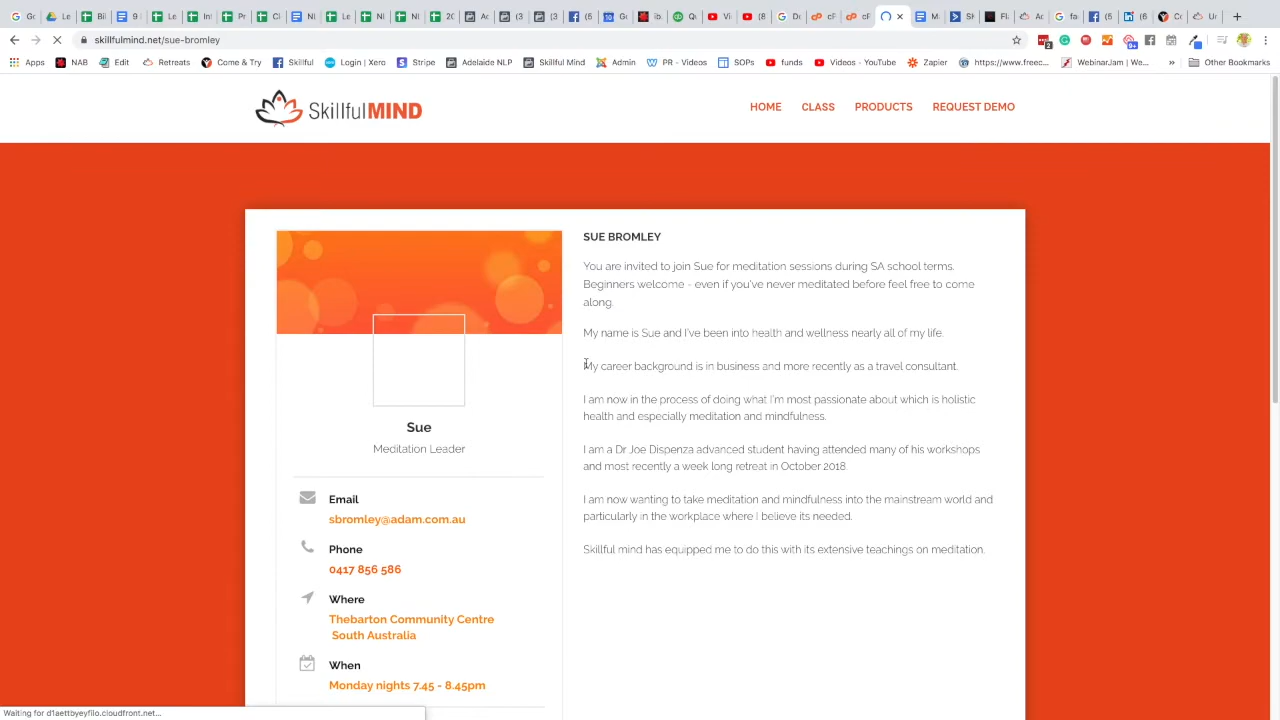 skillfulmind.net/sue-bromley
Apps
NAB
Edit
Retreats
Come & Try
Skillful
Login | Xero
Stripe
Adelaide NLP
Skillful Mind
Admin
PR - Videos
SOPs
funds
Videos - YouTube
Zapier
https://www.freec...
WebinarJam | We...
»
Other Bookmarks
SkillfulMIND
HOME
CLASS
PRODUCTS
REQUEST DEMO
Sue
Meditation Leader
Email
sbromley@adam.com.au
Phone
0417 856 586
Where
Thebarton Community Centre
South Australia
When
Monday nights 7.45 - 8.45pm
SUE BROMLEY
You are invited to join Sue for meditation sessions during SA school terms.
Beginners welcome - even if you've never meditated before feel free to come
along.
My name is Sue and I've been into health and wellness nearly all of my life.
My career background is in business and more recently as a travel consultant.
I am now in the process of doing what I'm most passionate about which is holistic
health and especially meditation and mindfulness.
I am a Dr Joe Dispenza advanced student having attended many of his workshops
and most recently a week long retreat in October 2018.
I am now wanting to take meditation and mindfulness into the mainstream world and
particularly in the workplace where I believe its needed.
Skillful mind has equipped me to do this with its extensive teachings on meditation.
Waiting for d1aettbyeyfilo.cloudfront.net...